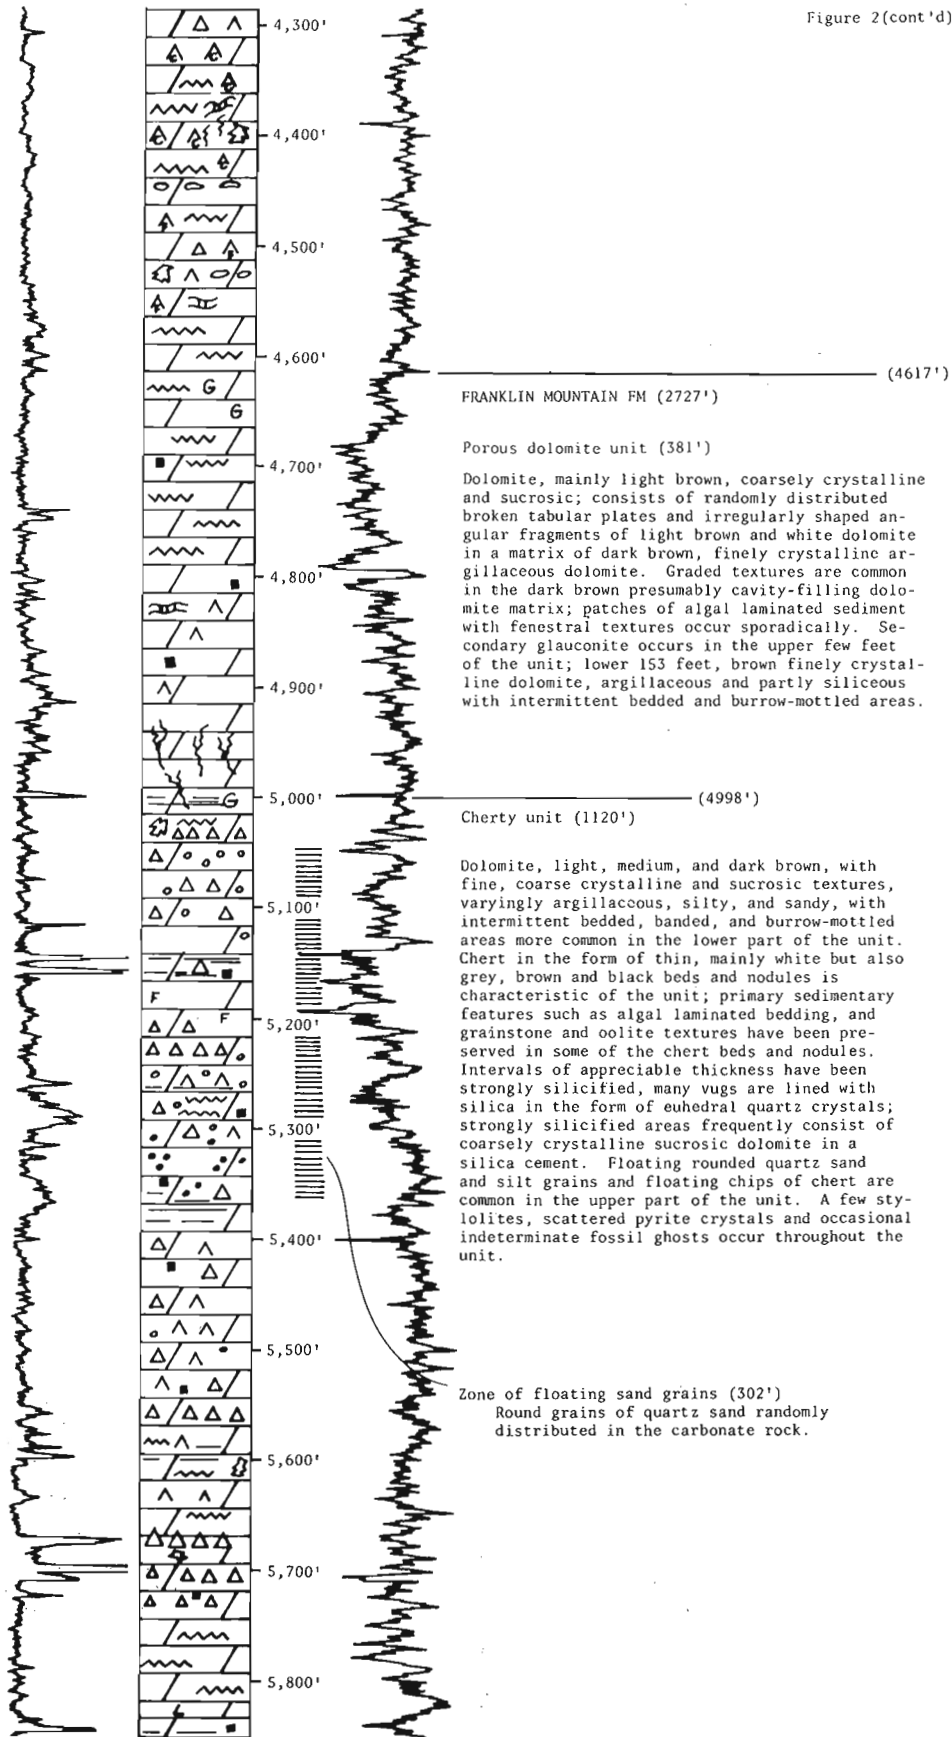 Figure 2(cont'd)
4,300'
4,400'
4,500'
4,600'
(4617')
FRANKLIN MOUNTAIN FM (2727')
G
G
Porous dolomite unit (381')
4,700'
Dolomite, mainly light brown, coarsely crystalline
and sucrosic; consists of randomly distributed
broken tabular plates and irregularly shaped an-
gular fragments of light brown and white dolomite
in a matrix of dark brown, finely crystalline ar-
gillaceous dolomite. Graded textures are common
in the dark brown presumably cavity-filling dolo-
mite matrix; patches of algal laminated sediment
with fenestral textures occur sporadically. Se-
condary glauconite occurs in the upper few feet
of the unit; lower 153 feet, brown finely crystal-
line dolomite, argillaceous and partly siliceous
with intermittent bedded and burrow-mottled areas.
4,800'
4,900'
5,000'
G
(4998')
Cherty unit (1120')
Dolomite, light, medium, and dark brown, with
fine, coarse crystalline and sucrosic textures,
varyingly argillaceous, silty, and sandy, with
intermittent bedded, banded, and burrow-mottled
areas more common in the lower part of the unit.
Chert in the form of thin, mainly white but also
grey, brown and black beds and nodules is
characteristic of the unit; primary sedimentary
features such as algal laminated bedding, and
grainstone and oolite textures have been pre-
served in some of the chert beds and nodules.
Intervals of appreciable thickness have been
strongly silicified, many vugs are lined with
silica in the form of euhedral quartz crystals;
strongly silicified areas frequently consist of
coarsely crystalline sucrosic dolomite in a
silica cement. Floating rounded quartz sand
and silt grains and floating chips of chert are
common in the upper part of the unit. A few sty-
lolites, scattered pyrite crystals and occasional
indeterminate fossil ghosts occur throughout the
unit.
5,100'
F
F
5,200'
5,300'
5,400'
5,500'
Zone of floating sand grains (302')
Round grains of quartz sand randomly
distributed in the carbonate rock.
5,600'
5,700'
5,800'